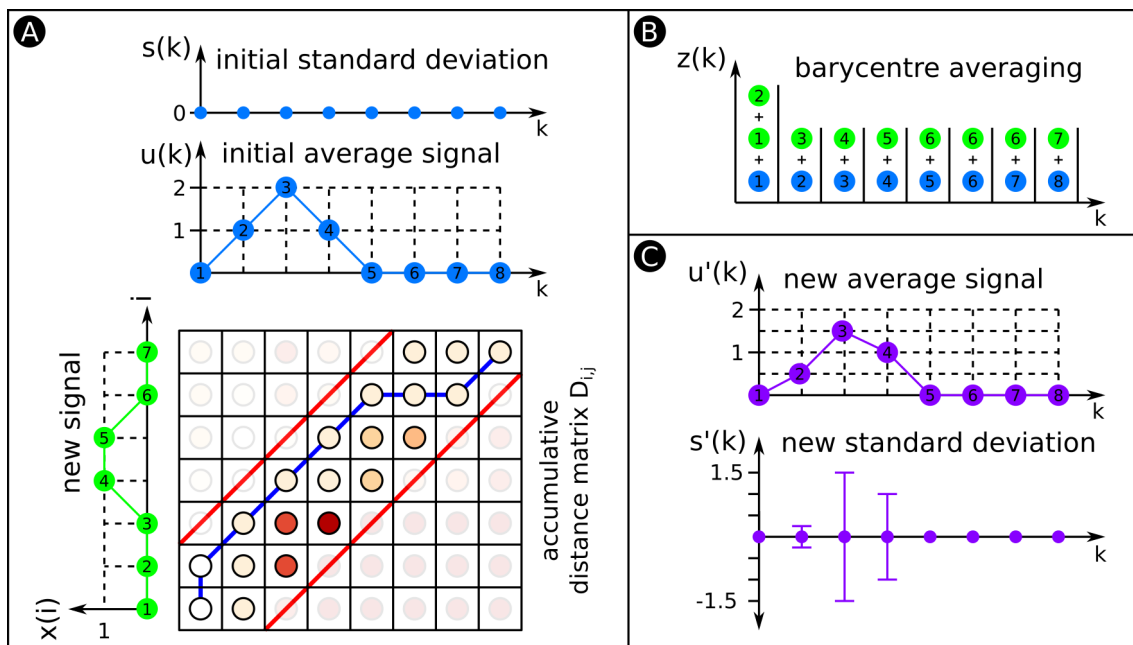 A
s(k)
initial standard deviation
0
k
u(k)
initial average signal
2
1
1 2 3 4 5 6 7 8
k
i
new signal
7
6
5
4
3
2
1
x(i)
1
accumulative
distance matrix D i,j
B
z(k)
barycentre averaging
2
+
1 3 4 5 6 6 6 7
+ + + + + + + +
1 2 3 4 5 6 7 8
k
C
u'(k)
new average signal
2
1
1 2 3 4 5 6 7 8
k
s'(k)
new standard deviation
1.5
k
-1.5